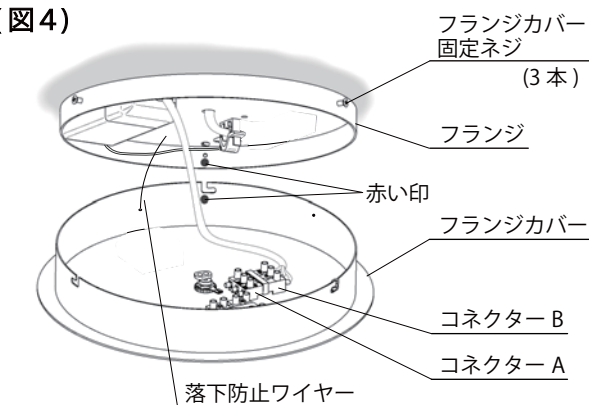 (図4)
フランジカバー
固定ネジ
(3 本 )
フランジ
赤い印
フランジカバー
コネクター B
コネクター A
落下防止ワイヤー